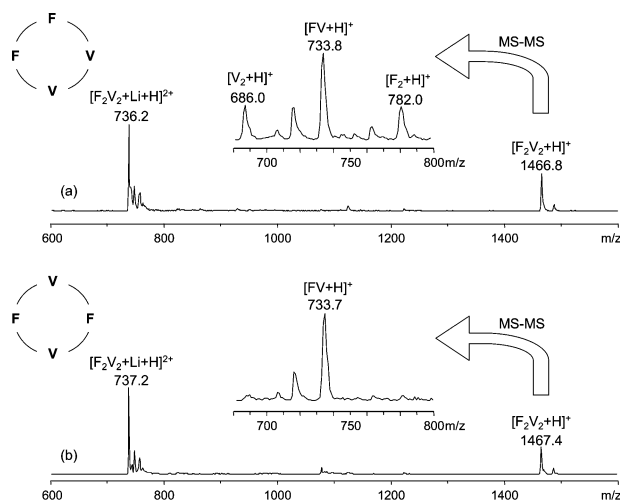 F
F V
V
[F₂V₂+Li+H]²⁺
736.2
[V₂+H]⁺
686.0
[FV+H]⁺
733.8
[F₂+H]⁺
782.0
700 750 800 m/z
MS-MS
[F₂V₂+H]⁺
1466.8
(a)
600 800 1000 1200 1400 m/z
V
F F
V
[F₂V₂+Li+H]²⁺
737.2
[FV+H]⁺
733.7
700 750 800 m/z
MS-MS
[F₂V₂+H]⁺
1467.4
(b)
600 800 1000 1200 1400 m/z